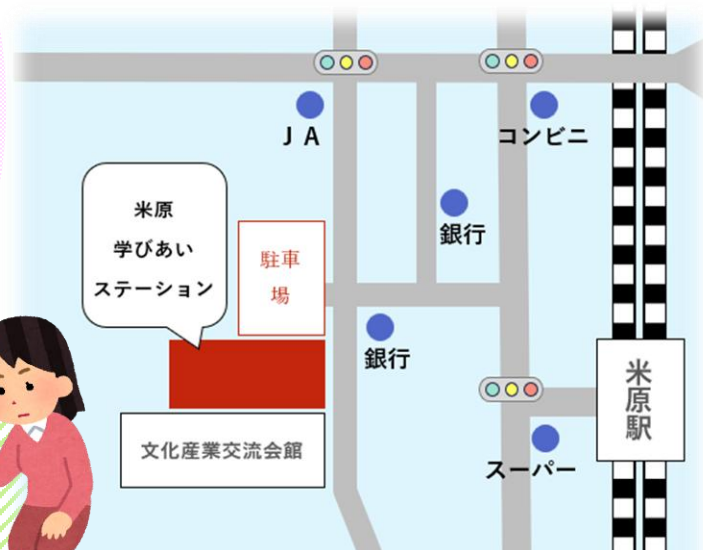 JA
コンビニ
米原
学びあい
ステーション
銀行
駐車
場
銀行
米原駅
文化産業交流会館
スーパー